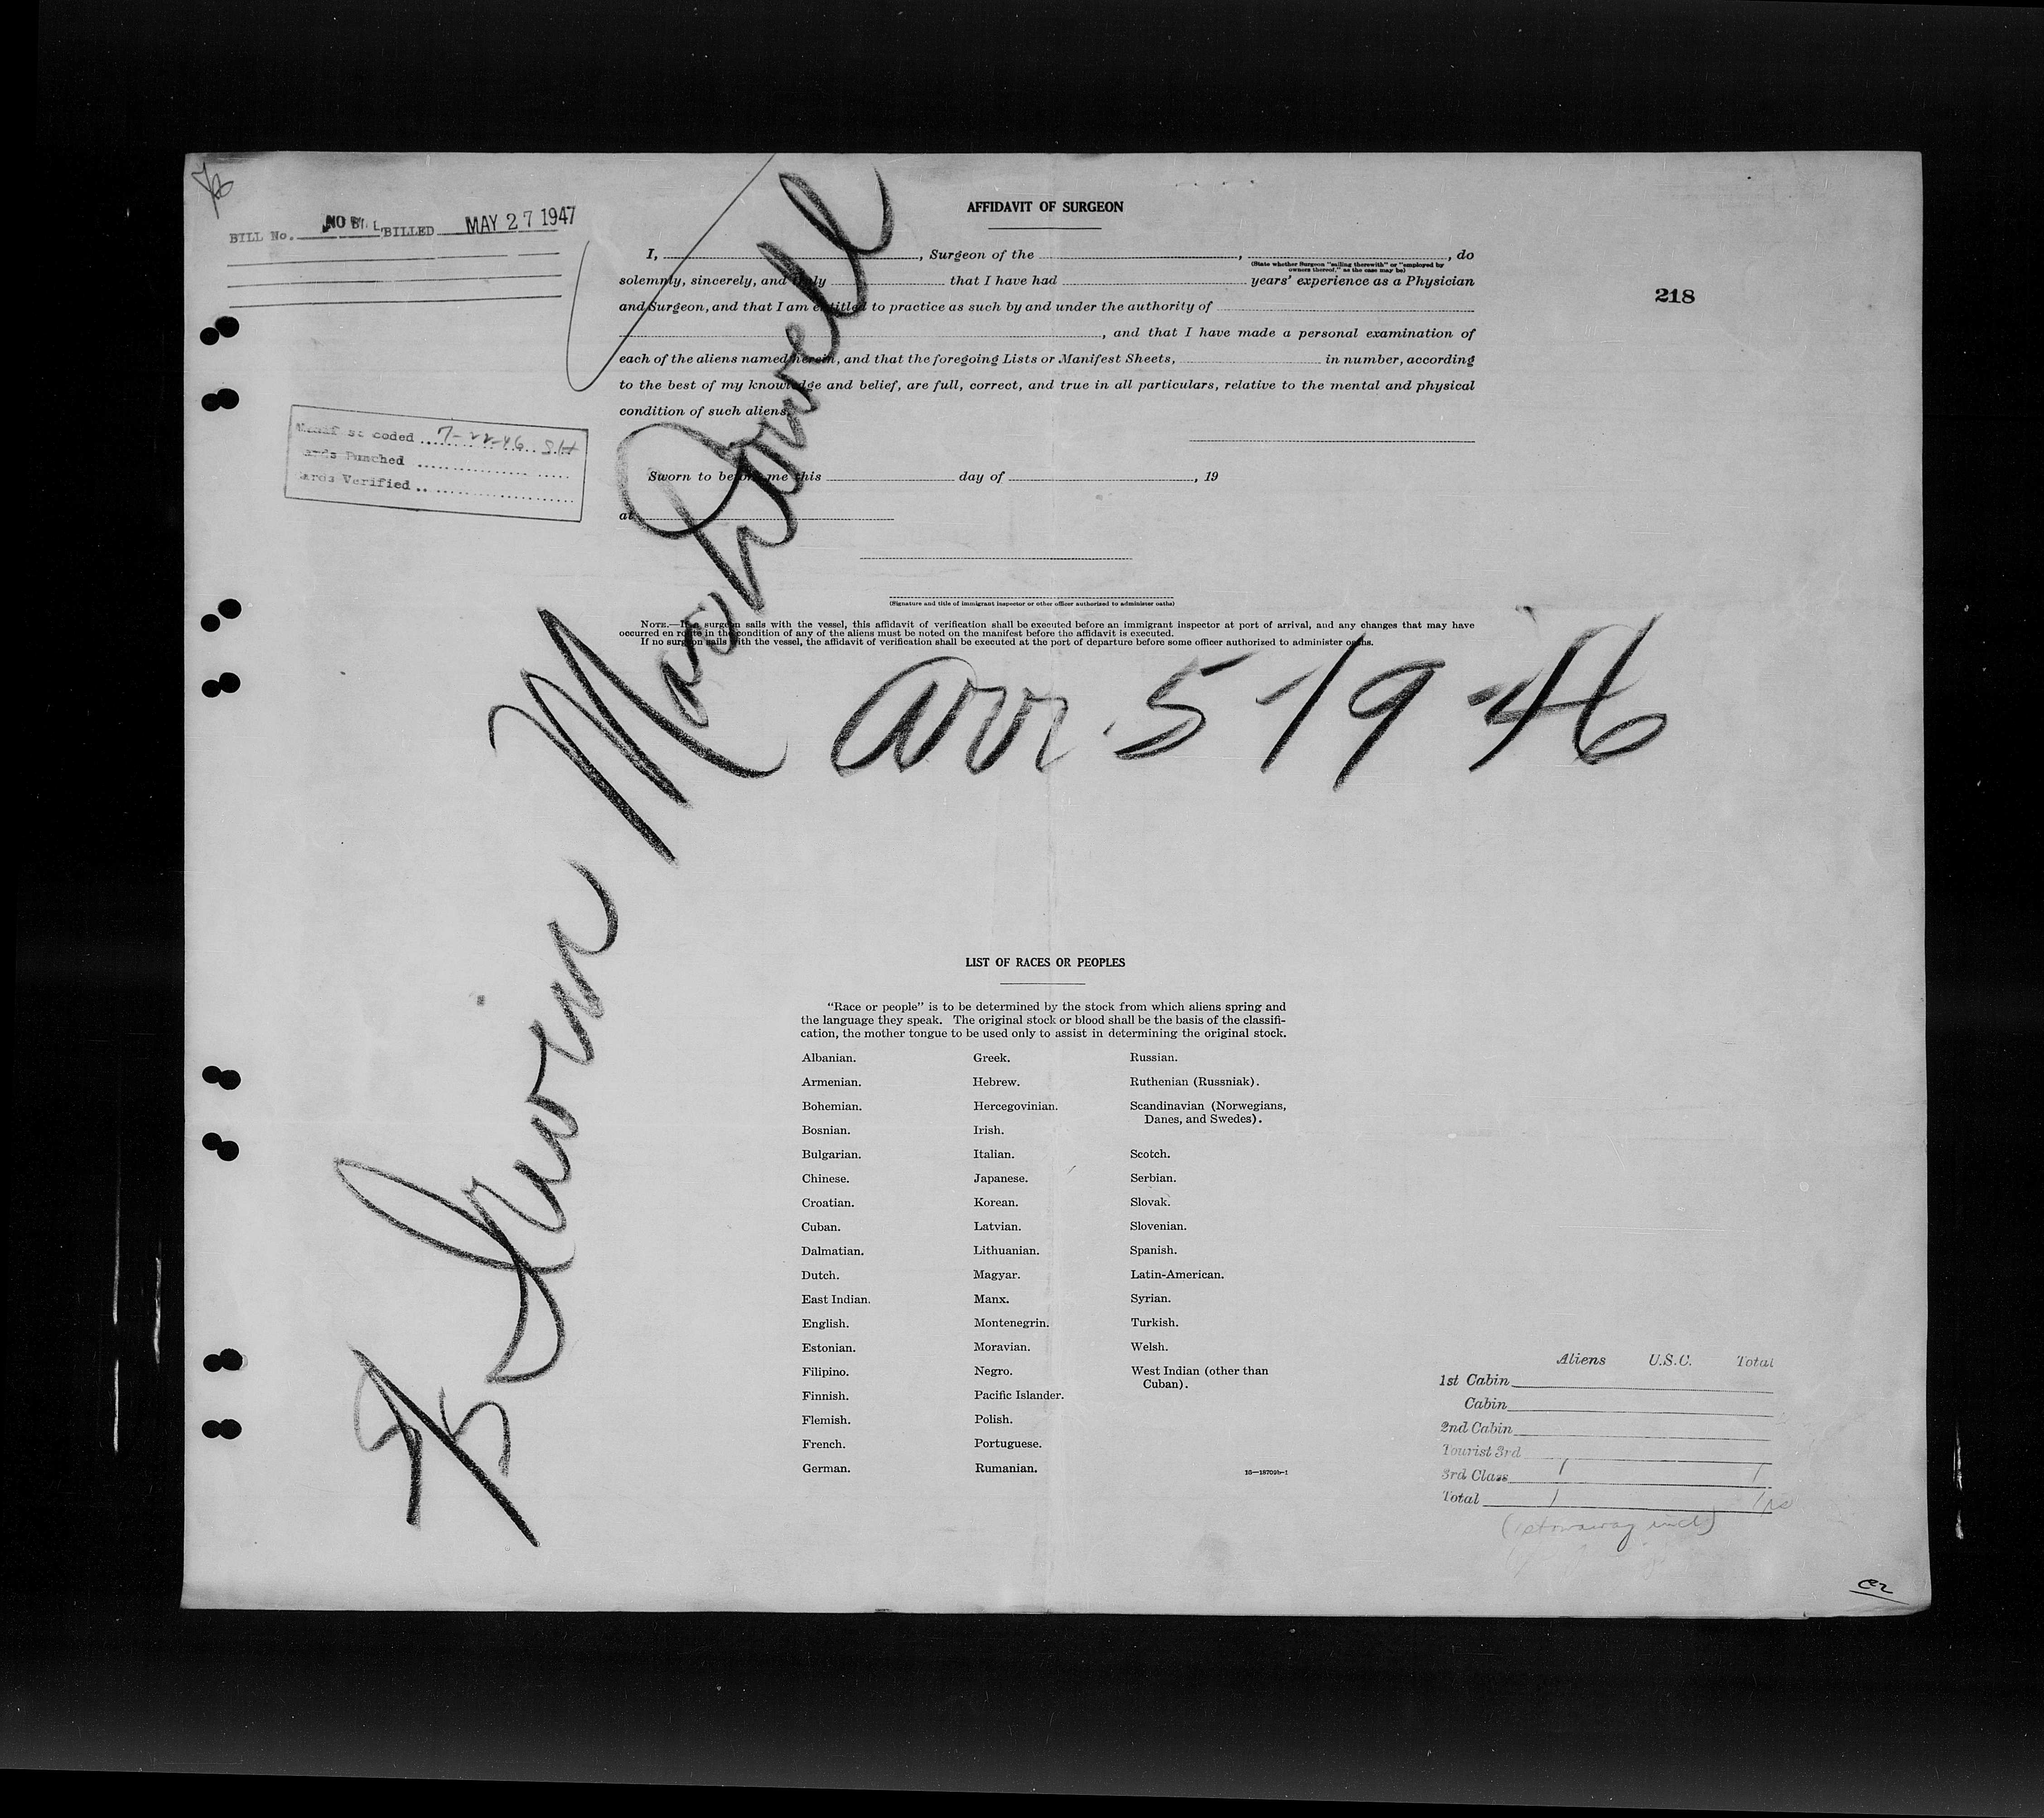 AFFIDAVIT OF SURGEON
BILL No. NO BILL BILLED MAY 27 1947
I, , Surgeon of the , , do
(State whether Surgeon "sailing therewith" or "employed by
owners thereof," as the case may be)
solemnly, sincerely, and truly that I have had years' experience as a Physician
and Surgeon, and that I am entitled to practice as such by and under the authority of
218
, and that I have made a personal examination of
each of the aliens named herein, and that the foregoing Lists or Manifest Sheets, in number, according
to the best of my knowledge and belief, are full, correct, and true in all particulars, relative to the mental and physical
condition of such aliens.
Manifest coded 7-22-46 SH
Cards Punched
Cards Verified
Sworn to before me this day of , 19
at
(Signature and title of immigrant inspector or other officer authorized to administer oaths)
NOTE.—If a surgeon sails with the vessel, this affidavit of verification shall be executed before an immigrant inspector at port of arrival, and any changes that may have
occurred en route in the condition of any of the aliens must be noted on the manifest before the affidavit is executed.
If no surgeon sails with the vessel, the affidavit of verification shall be executed at the port of departure before some officer authorized to administer oaths.
arr. 5-19-46
LIST OF RACES OR PEOPLES
"Race or people" is to be determined by the stock from which aliens spring and
the language they speak. The original stock or blood shall be the basis of the classifi-
cation, the mother tongue to be used only to assist in determining the original stock.
Albanian. Greek. Russian.
Armenian. Hebrew. Ruthenian (Russniak).
Bohemian. Hercegovinian. Scandinavian (Norwegians,
Danes, and Swedes).
Bosnian. Irish.
Bulgarian. Italian. Scotch.
Chinese. Japanese. Serbian.
Croatian. Korean. Slovak.
Cuban. Latvian. Slovenian.
Dalmatian. Lithuanian. Spanish.
Dutch. Magyar. Latin-American.
East Indian. Manx. Syrian.
English. Montenegrin. Turkish.
Estonian. Moravian. Welsh.
Filipino. Negro. West Indian (other than
Cuban).
Finnish. Pacific Islander.
Flemish. Polish.
French. Portuguese.
German. Rumanian.
16—18709b-1
Aliens U.S.C. Total
1st Cabin
Cabin
2nd Cabin
Tourist 3rd
3rd Class 1 1
Total 1 1
(1 stowaway incl)